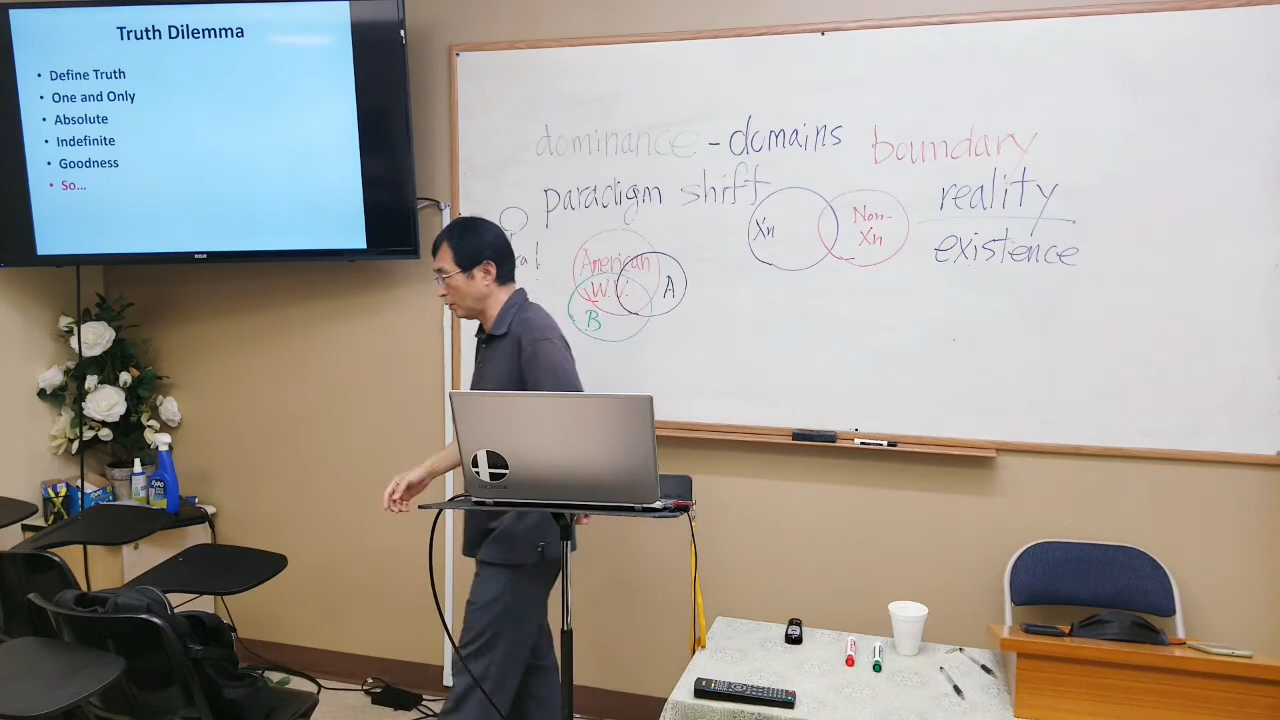 Truth Dilemma
• Define Truth
• One and Only
• Absolute
• Indefinite
• Goodness
• So...
RCA
dominance - domains boundary
paradigm shift
Xn
Non-
Xn
reality
existence
American
W.V.
A
B